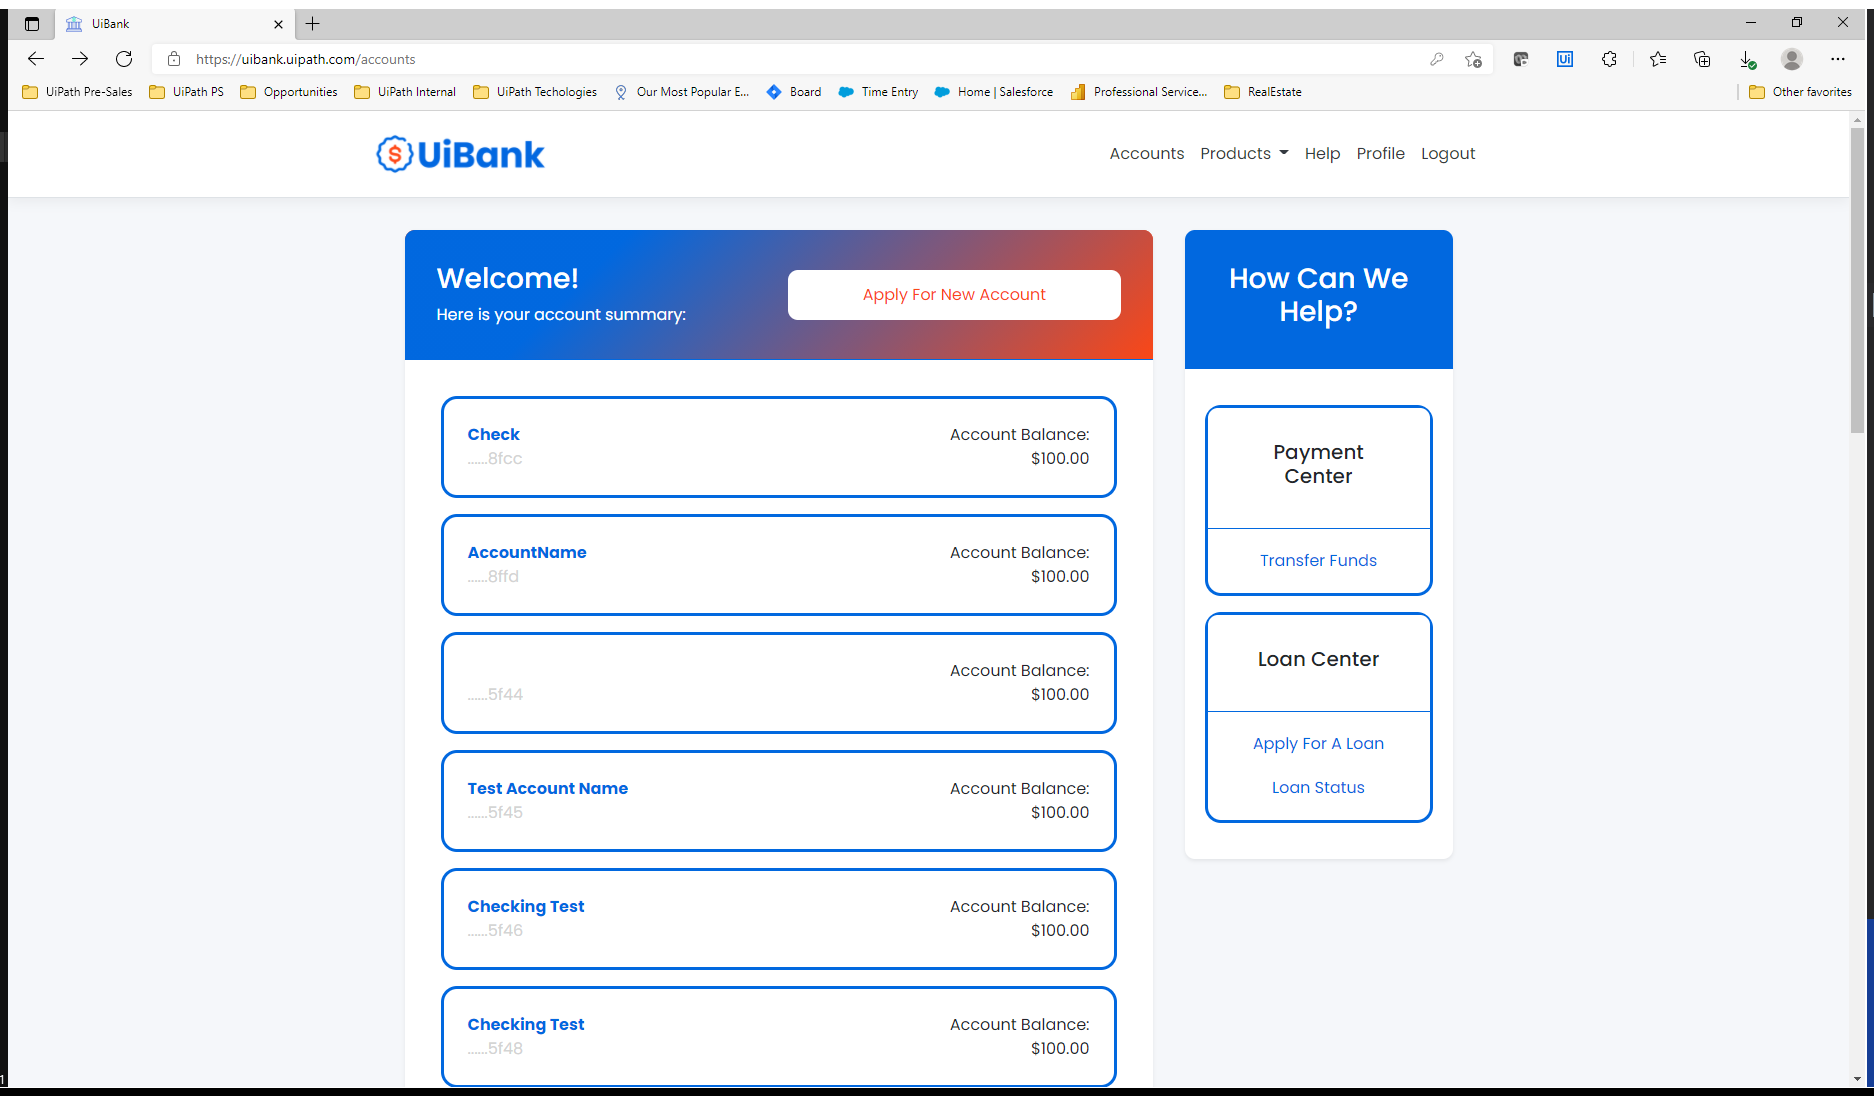 UiBank
https://uibank.uipath.com/accounts
Ui
UiPath Pre-Sales UiPath PS Opportunities UiPath Internal UiPath Techologies Our Most Popular E... Board Time Entry Home | Salesforce Professional Service... RealEstate Other favorites
$ UiBank
Accounts Products Help Profile Logout
Welcome!
Here is your account summary:
Apply For New Account
Check Account Balance:
......8fcc $100.00
AccountName Account Balance:
......8ffd $100.00
Account Balance:
......5f44 $100.00
Test Account Name Account Balance:
......5f45 $100.00
Checking Test Account Balance:
......5f46 $100.00
Checking Test Account Balance:
......5f48 $100.00
How Can We
Help?
Payment
Center
Transfer Funds
Loan Center
Apply For A Loan
Loan Status
1